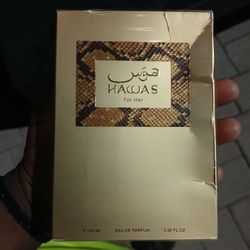 هوس
HAWAS
For Her
℮ 100 ML EAU DE PARFUM 3.38 FL OZ